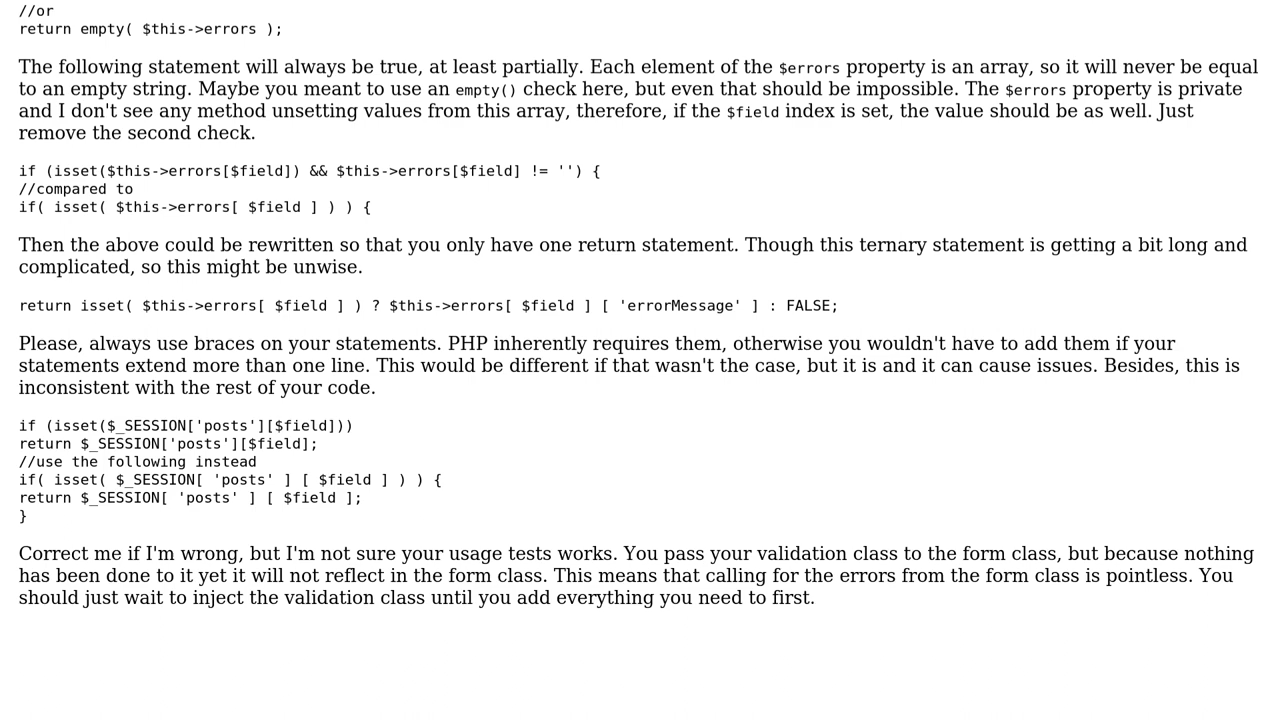 //or
return empty( $this->errors );
The following statement will always be true, at least partially. Each element of the $errors property is an array, so it will never be equal
to an empty string. Maybe you meant to use an empty() check here, but even that should be impossible. The $errors property is private
and I don't see any method unsetting values from this array, therefore, if the $field index is set, the value should be as well. Just
remove the second check.
if (isset($this->errors[$field]) && $this->errors[$field] != '') {
//compared to
if( isset( $this->errors[ $field ] ) ) {
Then the above could be rewritten so that you only have one return statement. Though this ternary statement is getting a bit long and
complicated, so this might be unwise.
return isset( $this->errors[ $field ] ) ? $this->errors[ $field ] [ 'errorMessage' ] : FALSE;
Please, always use braces on your statements. PHP inherently requires them, otherwise you wouldn't have to add them if your
statements extend more than one line. This would be different if that wasn't the case, but it is and it can cause issues. Besides, this is
inconsistent with the rest of your code.
if (isset($_SESSION['posts'][$field]))
return $_SESSION['posts'][$field];
//use the following instead
if( isset( $_SESSION[ 'posts' ] [ $field ] ) ) {
return $_SESSION[ 'posts' ] [ $field ];
}
Correct me if I'm wrong, but I'm not sure your usage tests works. You pass your validation class to the form class, but because nothing
has been done to it yet it will not reflect in the form class. This means that calling for the errors from the form class is pointless. You
should just wait to inject the validation class until you add everything you need to first.